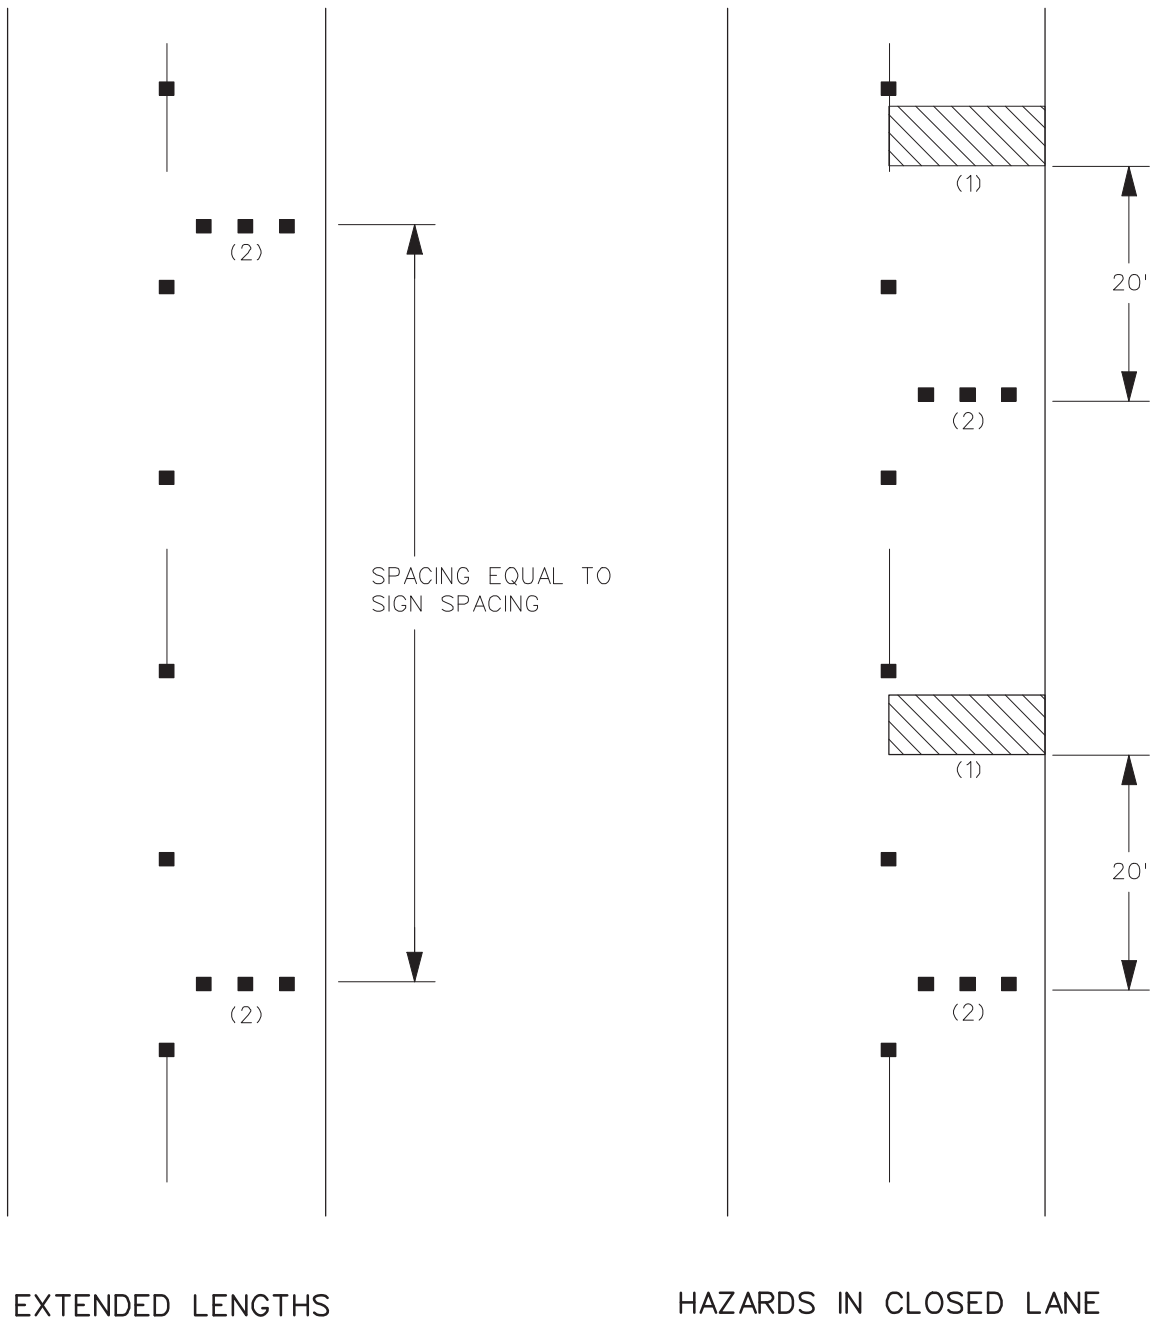 (2)
SPACING EQUAL TO
SIGN SPACING
(2)
EXTENDED LENGTHS
(1)
20'
(2)
(1)
20'
(2)
HAZARDS IN CLOSED LANE